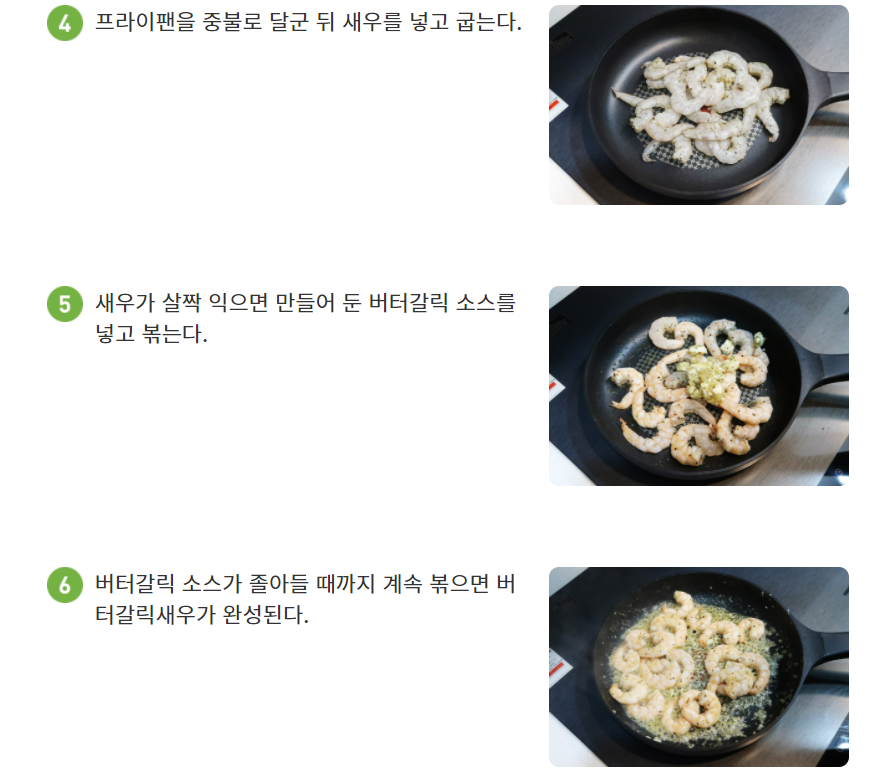 4 프라이팬을 중불로 달군 뒤 새우를 넣고 굽는다.
5 새우가 살짝 익으면 만들어 둔 버터갈릭 소스를
넣고 볶는다.
6 버터갈릭 소스가 졸아들 때까지 계속 볶으면 버
터갈릭새우가 완성된다.